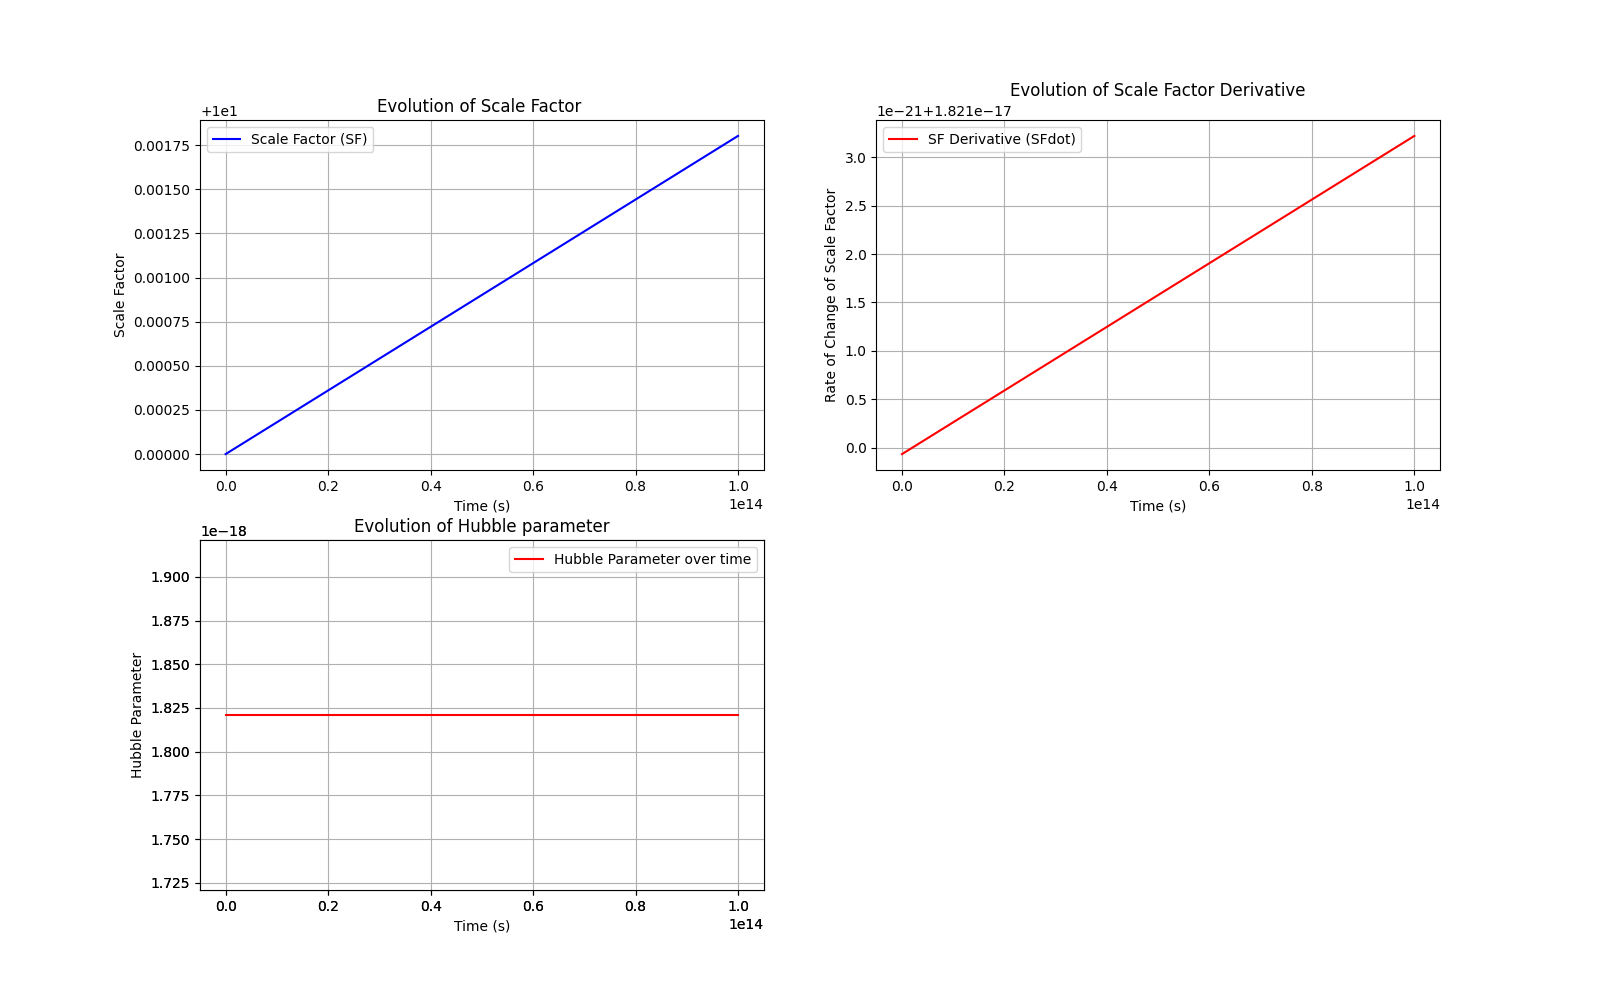 Evolution of Scale Factor
+1e1
Scale Factor (SF)
0.00175
0.00150
0.00125
0.00100
0.00075
0.00050
0.00025
0.00000
Scale Factor
0.0 0.2 0.4 0.6 0.8 1.0
1e14
Time (s)
Evolution of Scale Factor Derivative
1e−21+1.821e−17
SF Derivative (SFdot)
3.0
2.5
2.0
1.5
1.0
0.5
0.0
Rate of Change of Scale Factor
0.0 0.2 0.4 0.6 0.8 1.0
1e14
Time (s)
Evolution of Hubble parameter
1e−18
Hubble Parameter over time
1.900
1.875
1.850
1.825
1.800
1.775
1.750
1.725
Hubble Parameter
0.0 0.2 0.4 0.6 0.8 1.0
1e14
Time (s)